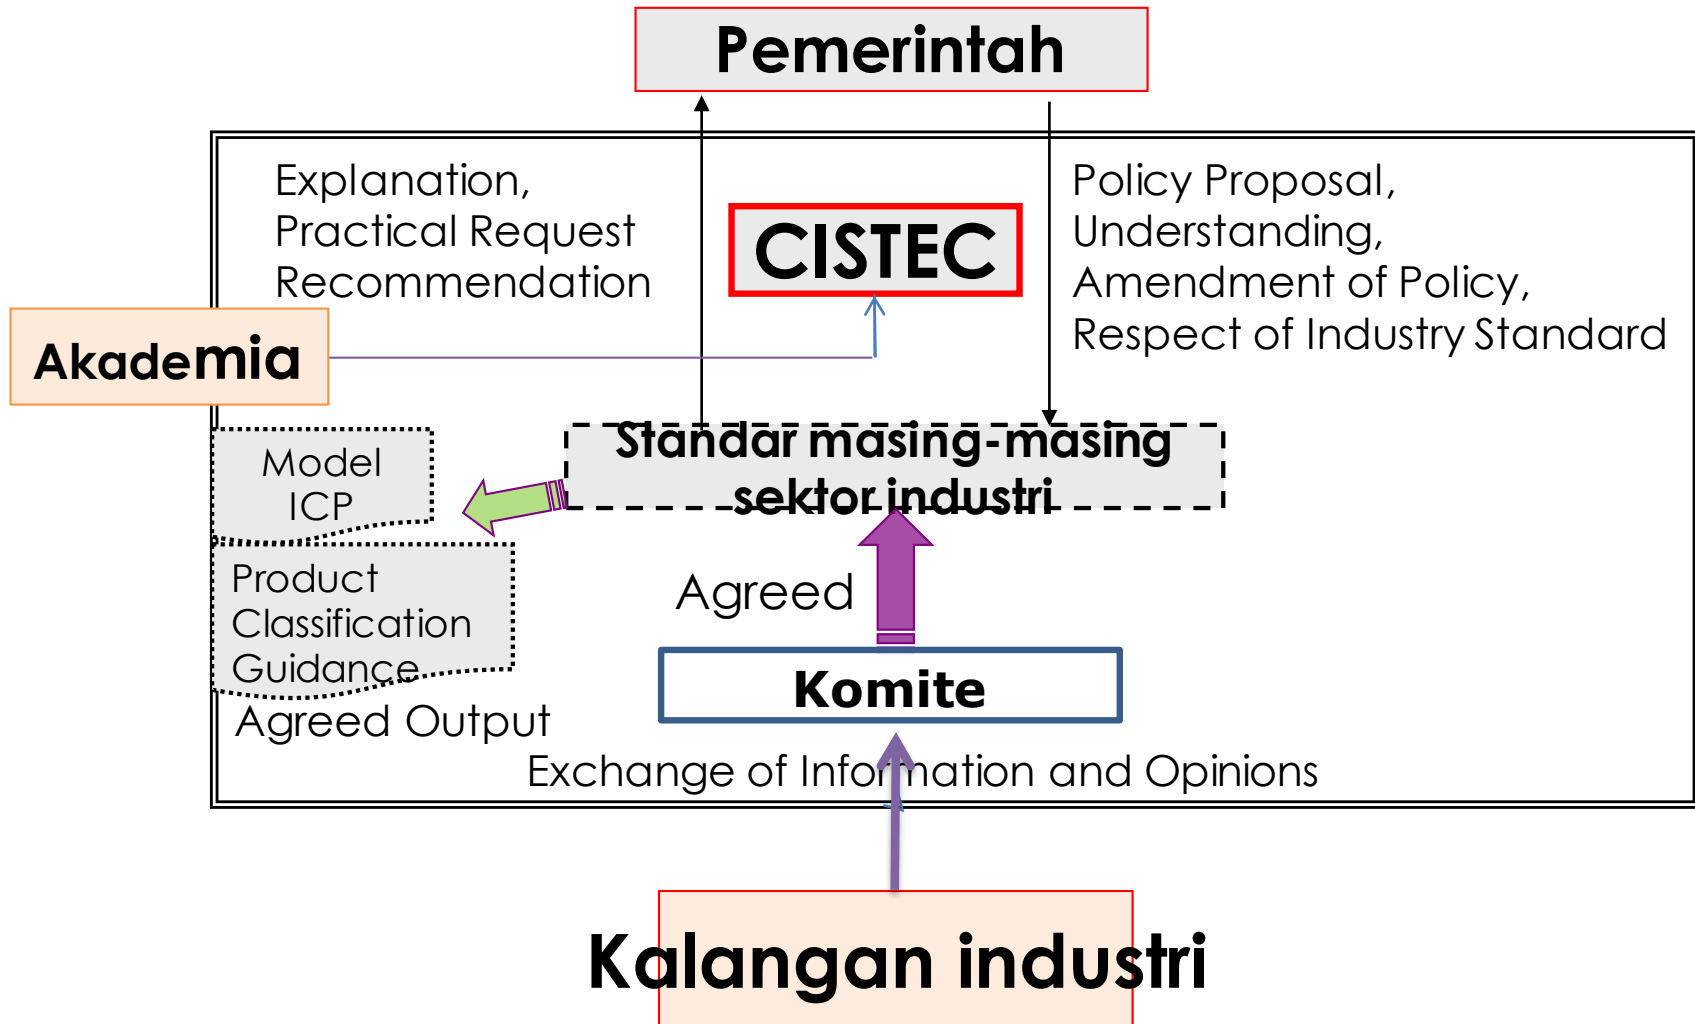 Pemerintah
Explanation,
Practical Request
Recommendation
CISTEC
Policy Proposal,
Understanding,
Amendment of Policy,
Respect of Industry Standard
Akademia
Standar masing-masing
sektor industri
Model
ICP
Product
Classification
Guidance
Agreed Output
Agreed
Komite
Exchange of Information and Opinions
Kalangan industri